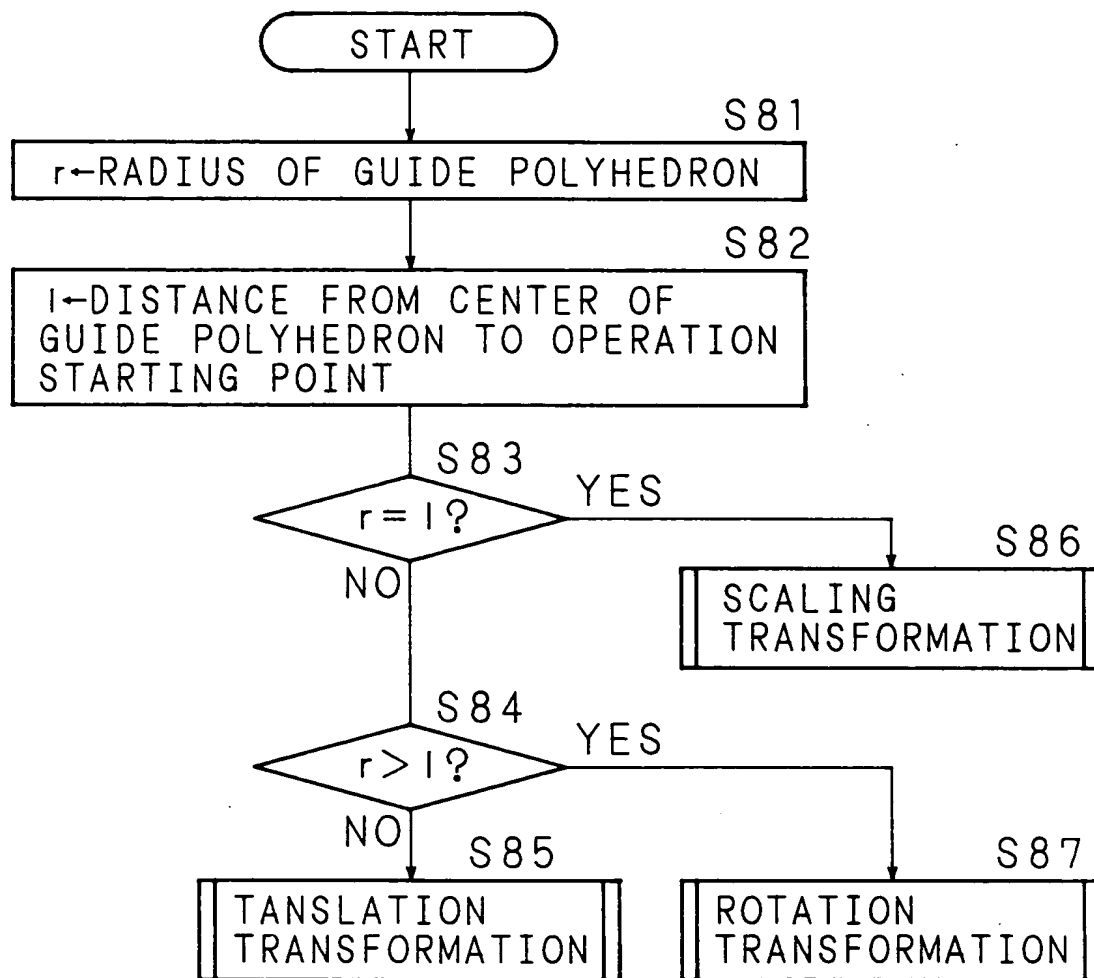 START
S81
r←RADIUS OF GUIDE POLYHEDRON
S82
l←DISTANCE FROM CENTER OF
GUIDE POLYHEDRON TO OPERATION
STARTING POINT
S83
r=l?
YES
NO
S86
SCALING
TRANSFORMATION
S84
r>l?
YES
NO
S85
TANSLATION
TRANSFORMATION
S87
ROTATION
TRANSFORMATION